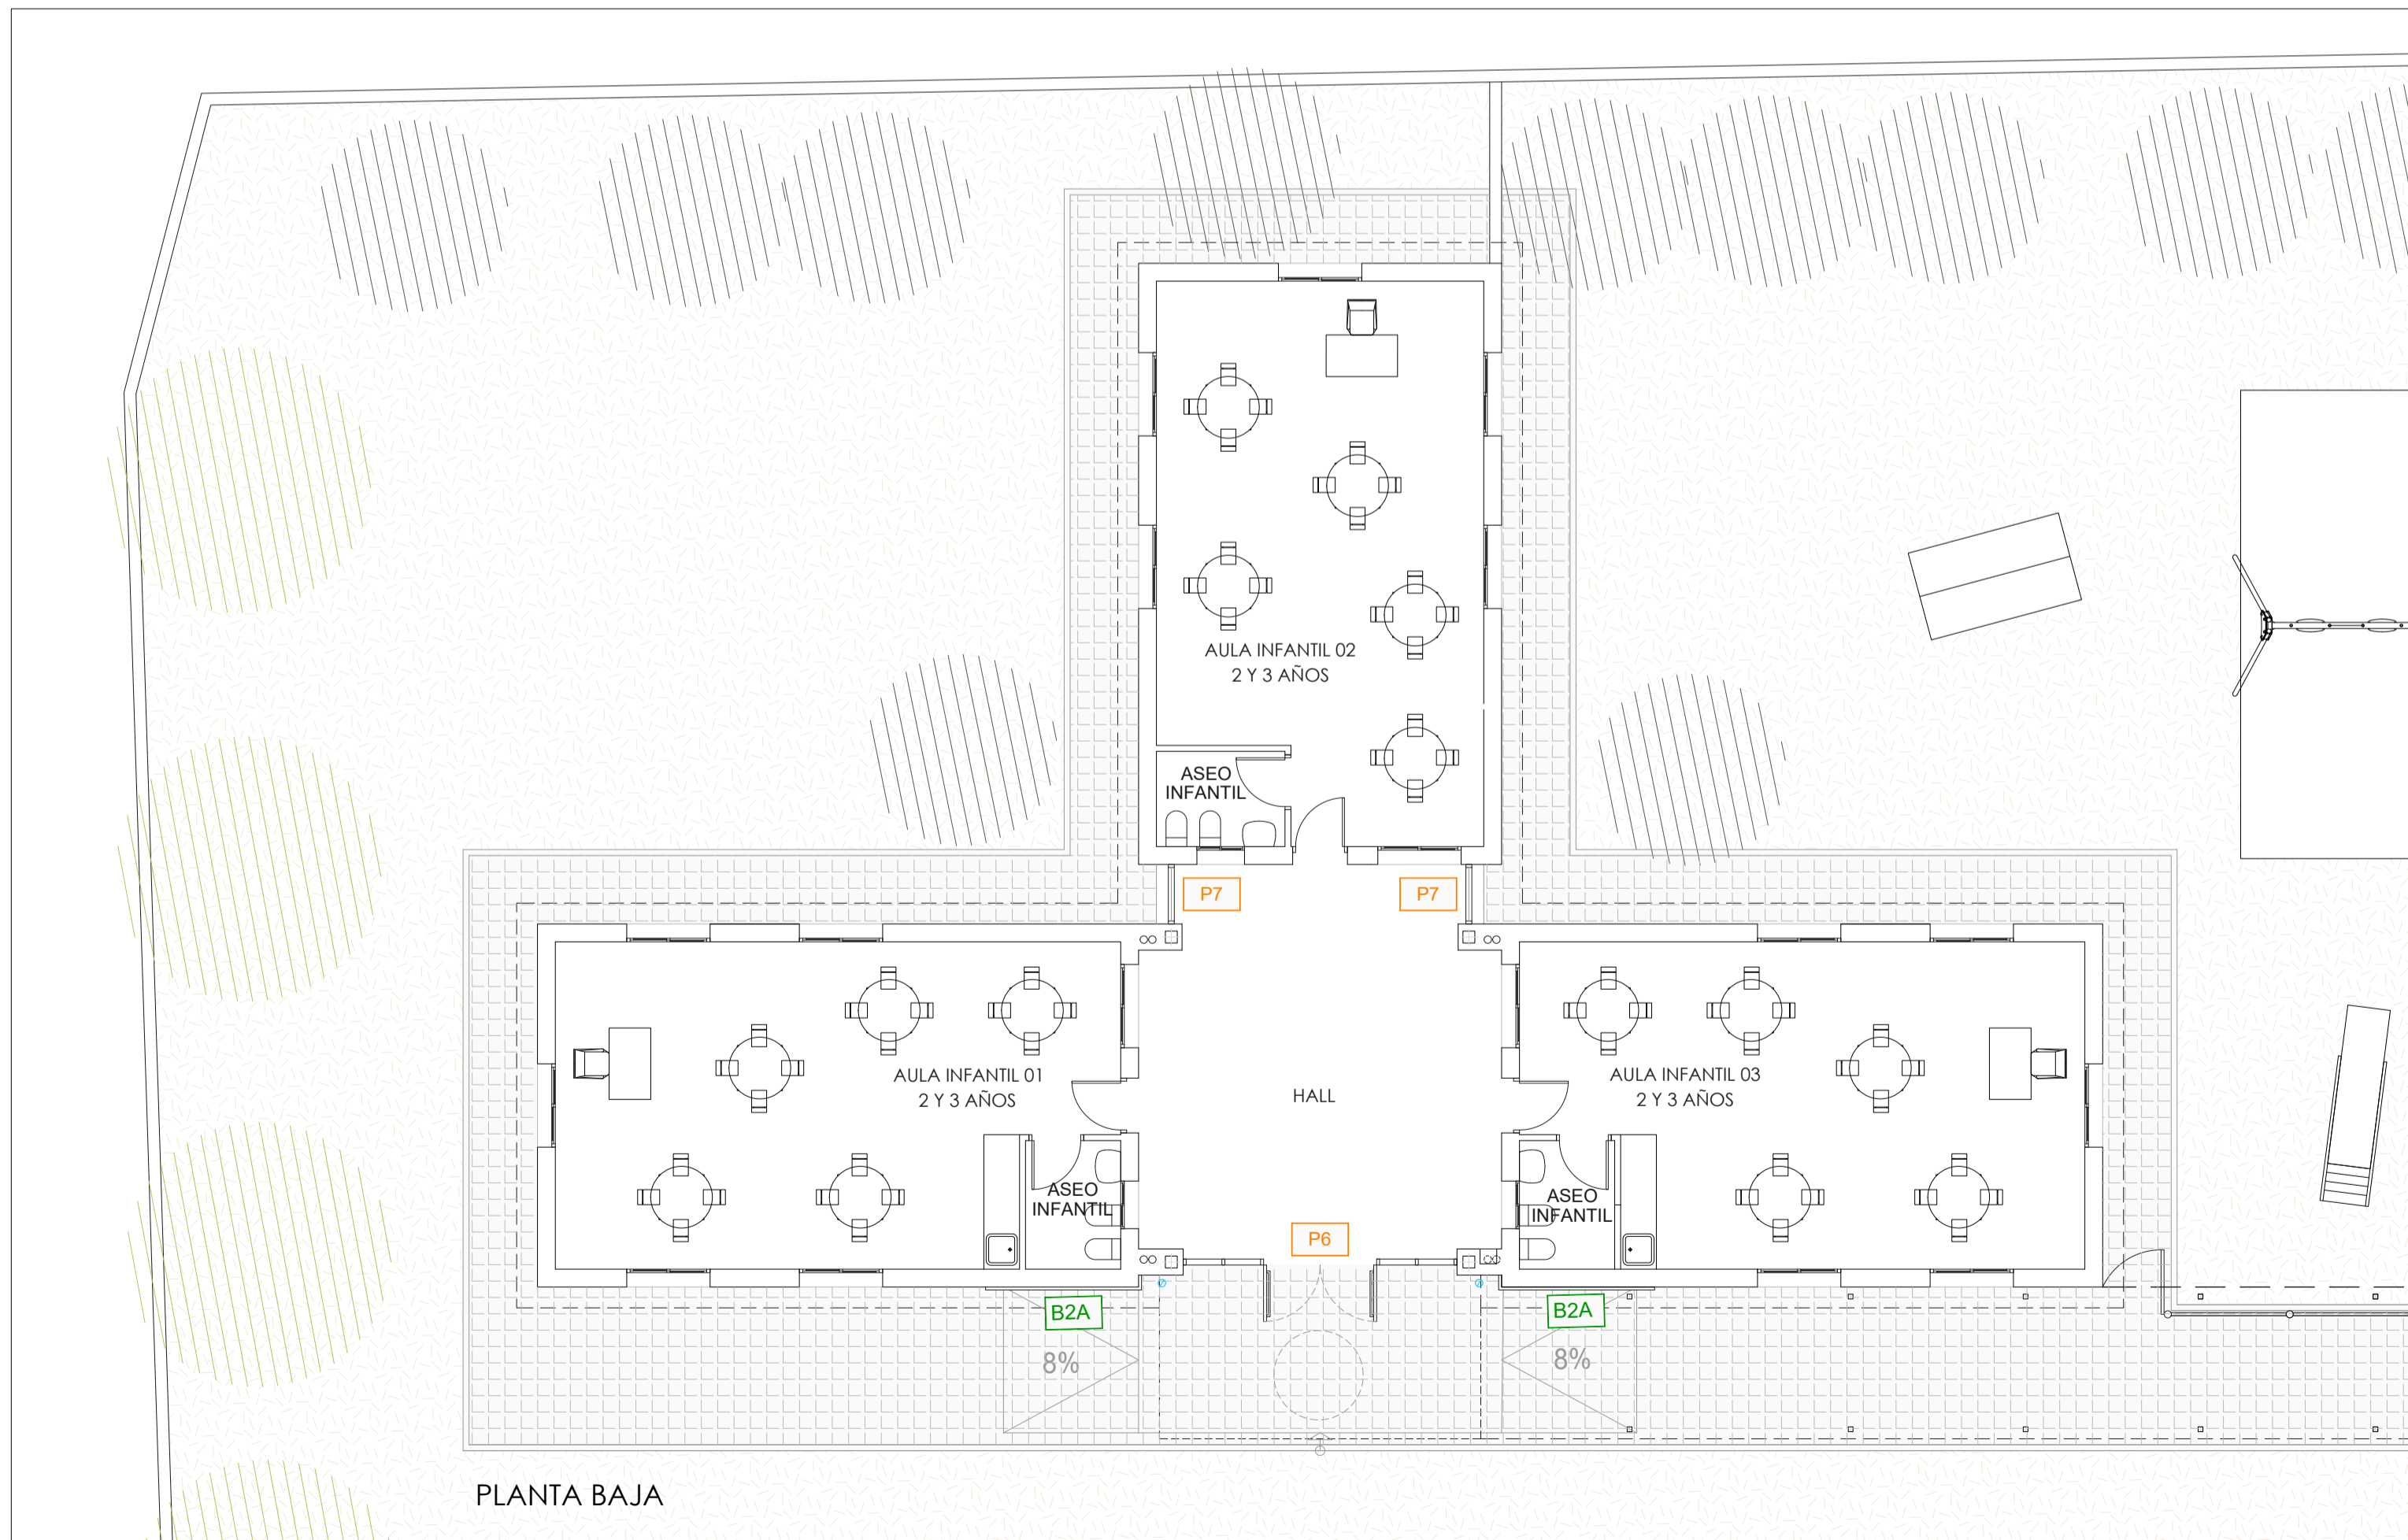 AULA INFANTIL 02
2 Y 3 AÑOS
ASEO
INFANTIL
P7
P7
AULA INFANTIL 01
2 Y 3 AÑOS
HALL
AULA INFANTIL 03
2 Y 3 AÑOS
ASEO
INFANTIL
ASEO
INFANTIL
P6
B2A
B2A
8%
8%
PLANTA BAJA